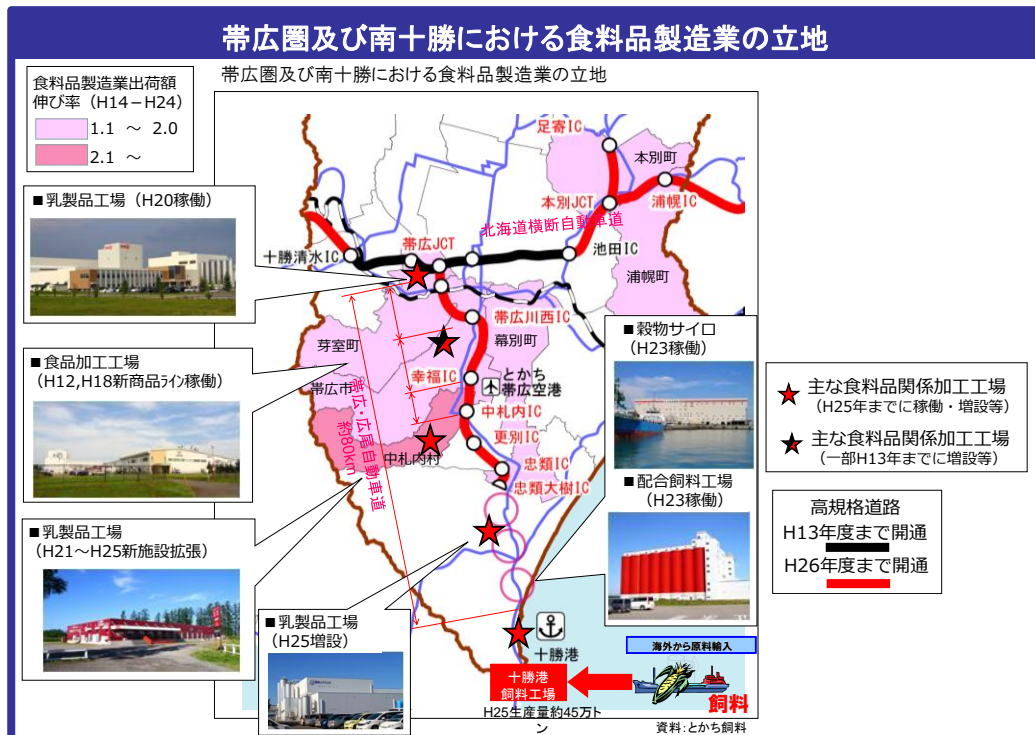 帯広圏及び南十勝における食料品製造業の立地
帯広圏及び南十勝における食料品製造業の立地
食料品製造業出荷額
伸び率（H14－H24）
1.1 ～ 2.0
2.1 ～
■乳製品工場（H20稼働）
■食品加工工場
（H12,H18新商品ライン稼働）
■乳製品工場
（H21～H25新施設拡張）
■乳製品工場
（H25増設）
足寄IC
本別町
本別JCT
浦幌IC
北海道横断自動車道
帯広JCT
十勝清水IC
池田IC
浦幌町
帯広川西IC
芽室町
幕別町
帯広市
幸福IC
とかち
帯広空港
中札内IC
更別IC
中札内村
忠類IC
忠類大樹IC
帯広・広尾自動車道
約80km
十勝港
■穀物サイロ
（H23稼働）
■配合飼料工場
（H23稼働）
海外から原料輸入
飼料
十勝港
飼料工場
H25生産量約45万ト
ン
資料：とかち飼料
主な食料品関係加工工場
（H25年までに稼働・増設等）
主な食料品関係加工工場
（一部H13年までに増設等）
高規格道路
H13年度まで開通
H26年度まで開通